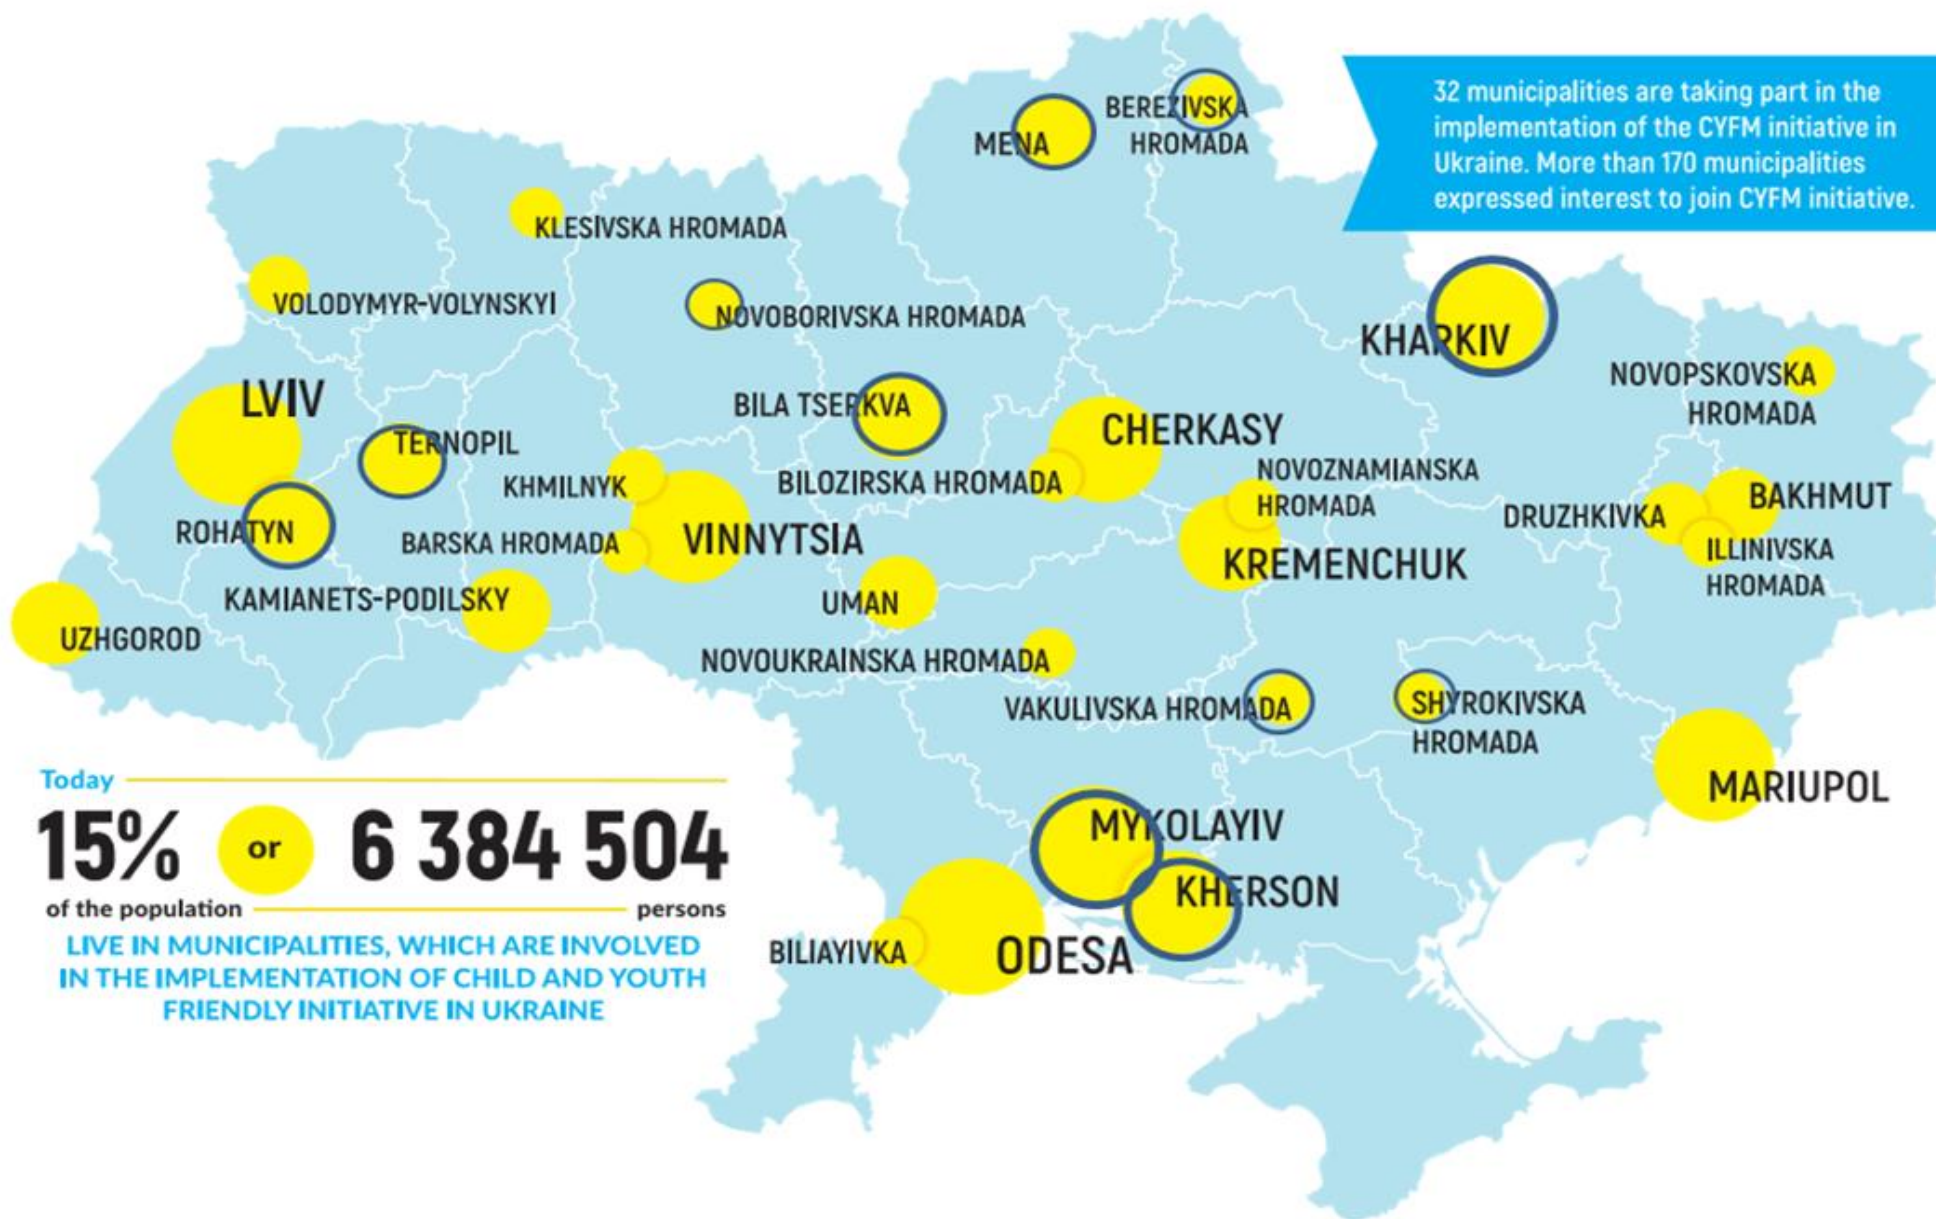 32 municipalities are taking part in the
implementation of the CYFM initiative in
Ukraine. More than 170 municipalities
expressed interest to join CYFM initiative.
BEREZIVSKA
HROMADA
MENA
KLESIVSKA HROMADA
VOLODYMYR-VOLYNSKYI
NOVOBORIVSKA HROMADA
KHARKIV
NOVOPSKOVSKA
HROMADA
LVIV
BILA TSERKVA
CHERKASY
TERNOPIL
KHMILNYK
BILOZIRSKA HROMADA
NOVOZNAMIANSKA
HROMADA
BAKHMUT
DRUZHKIVKA
ROHATYN
BARSKA HROMADA
VINNYTSIA
KREMENCHUK
ILLINIVSKA
HROMADA
KAMIANETS-PODILSKY
UMAN
UZHGOROD
NOVOUKRAINSKA HROMADA
VAKULIVSKA HROMADA
SHYROKIVSKA
HROMADA
MARIUPOL
MYKOLAYIV
KHERSON
BILIAYIVKA
ODESA
Today
15% or 6 384 504
of the population persons
LIVE IN MUNICIPALITIES, WHICH ARE INVOLVED
IN THE IMPLEMENTATION OF CHILD AND YOUTH
FRIENDLY INITIATIVE IN UKRAINE